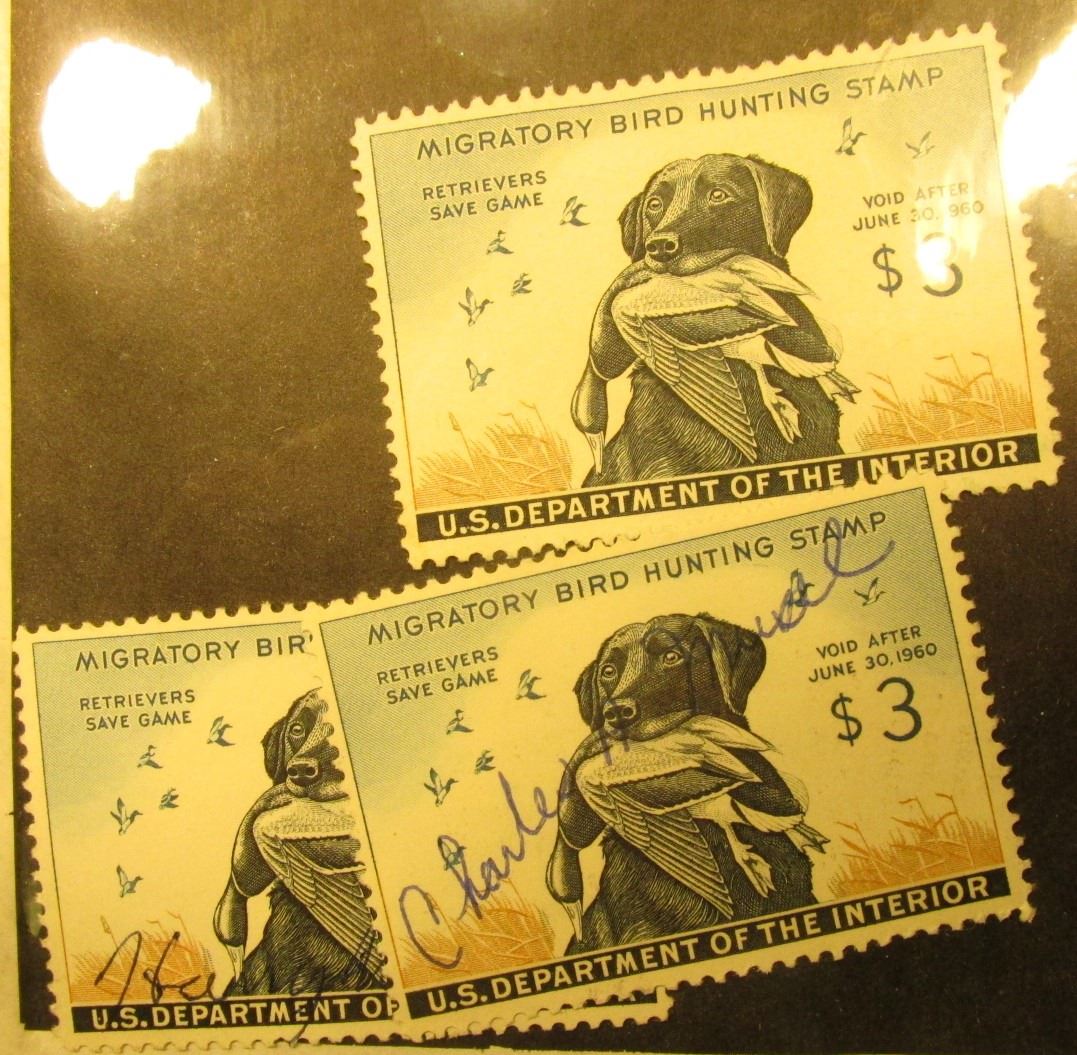 MIGRATORY BIRD HUNTING STAMP
RETRIEVERS
SAVE GAME
VOID AFTER
JUNE 30, 960
$3
U.S. DEPARTMENT OF THE INTERIOR
MIGRATORY BIRD HUNTING STAMP
RETRIEVERS
SAVE GAME
VOID AFTER
JUNE 30, 1960
$3
Charles H
U.S. DEPARTMENT OF THE INTERIOR
MIGRATORY BIR
RETRIEVERS
SAVE GAME
U.S. DEPARTMENT OF